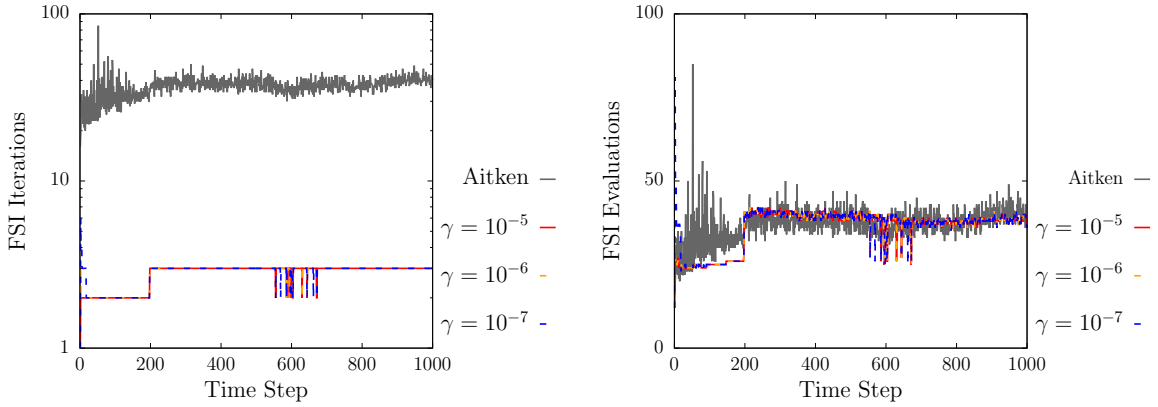 100
10
1
FSI Iterations
0 200 400 600 800 1000
Time Step
Aitken
γ = 10⁻⁵
γ = 10⁻⁶
γ = 10⁻⁷
100
50
0
FSI Evaluations
0 200 400 600 800 1000
Time Step
Aitken
γ = 10⁻⁵
γ = 10⁻⁶
γ = 10⁻⁷